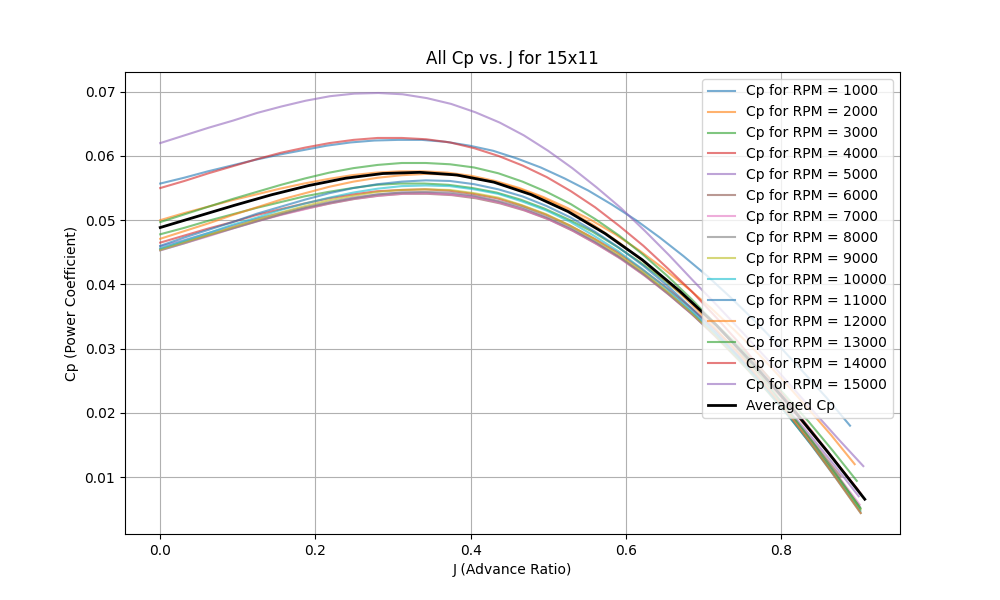 All Cp vs. J for 15x11
Cp (Power Coefficient)
0.07
0.06
0.05
0.04
0.03
0.02
0.01
Cp for RPM = 1000
Cp for RPM = 2000
Cp for RPM = 3000
Cp for RPM = 4000
Cp for RPM = 5000
Cp for RPM = 6000
Cp for RPM = 7000
Cp for RPM = 8000
Cp for RPM = 9000
Cp for RPM = 10000
Cp for RPM = 11000
Cp for RPM = 12000
Cp for RPM = 13000
Cp for RPM = 14000
Cp for RPM = 15000
Averaged Cp
0.0 0.2 0.4 0.6 0.8
J (Advance Ratio)